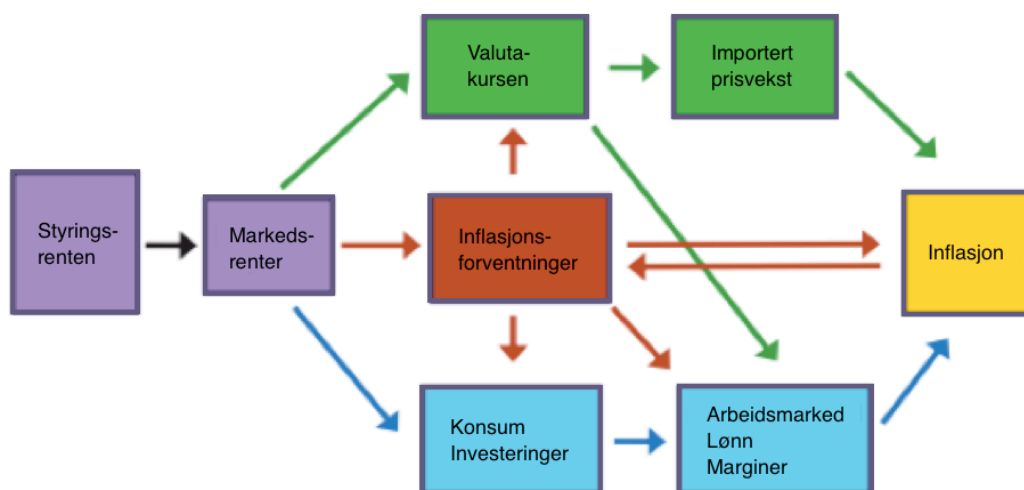 Valuta-
kursen
Importert
prisvekst
Styrings-
renten
Markeds-
renter
Inflasjons-
forventninger
Inflasjon
Konsum
Investeringer
Arbeidsmarked
Lønn
Marginer